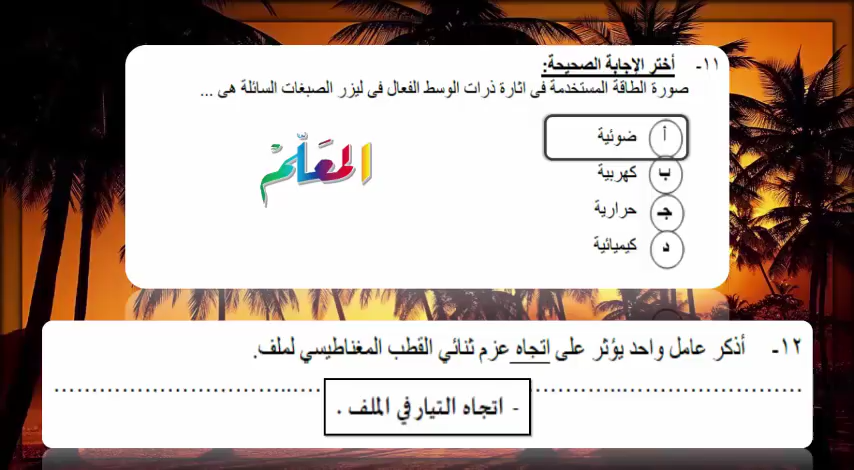 ١١- أختر الإجابة الصحيحة:
صورة الطاقة المستخدمة فى اثارة ذرات الوسط الفعال فى ليزر الصبغات السائلة هى ...
أ ضوئية
ب كهربية
جـ حرارية
د كيميائية
المعلم
١٢- أذكر عامل واحد يؤثر على اتجاه عزم ثنائي القطب المغناطيسي لملف.
- اتجاه التيار في الملف .